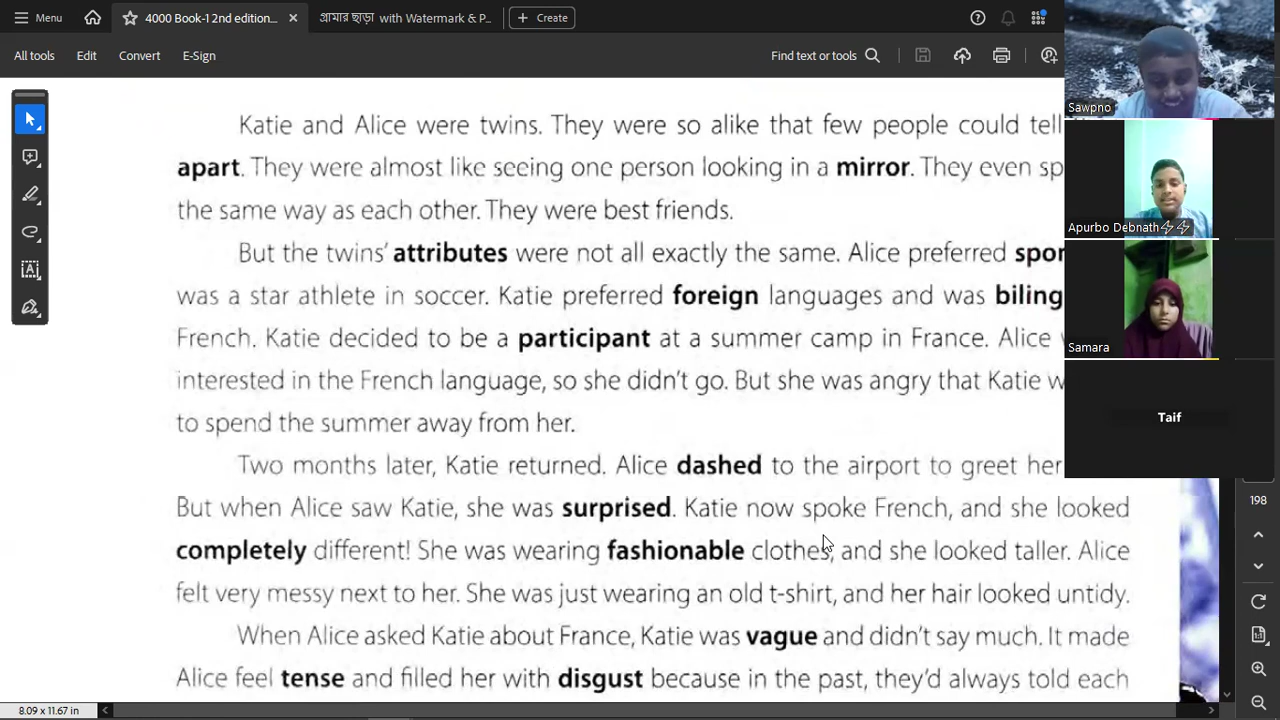 Menu
4000 Book-1 2nd edition...
গ্রামার ছাড়া with Watermark & P...
Create
All tools
Edit
Convert
E-Sign
Find text or tools
Katie and Alice were twins. They were so alike that few people could tell
apart. They were almost like seeing one person looking in a mirror. They even sp
the same way as each other. They were best friends.
But the twins' attributes were not all exactly the same. Alice preferred spor
was a star athlete in soccer. Katie preferred foreign languages and was biling
French. Katie decided to be a participant at a summer camp in France. Alice
interested in the French language, so she didn't go. But she was angry that Katie w
to spend the summer away from her.
Two months later, Katie returned. Alice dashed to the airport to greet her
But when Alice saw Katie, she was surprised. Katie now spoke French, and she looked
completely different! She was wearing fashionable clothes, and she looked taller. Alice
felt very messy next to her. She was just wearing an old t-shirt, and her hair looked untidy.
When Alice asked Katie about France, Katie was vague and didn't say much. It made
Alice feel tense and filled her with disgust because in the past, they'd always told each
8.09 x 11.67 in
198
1:1
Sawpno
Apurbo Debnath⚡⚡
Samara
Taif